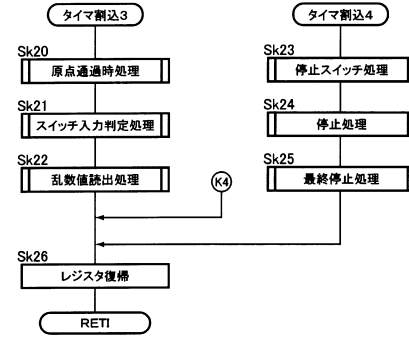 タイマ割込3
Sk20
原点通過時処理
Sk21
スイッチ入力判定処理
Sk22
乱数値読出処理
K4
タイマ割込4
Sk23
停止スイッチ処理
Sk24
停止処理
Sk25
最終停止処理
Sk26
レジスタ復帰
RETI